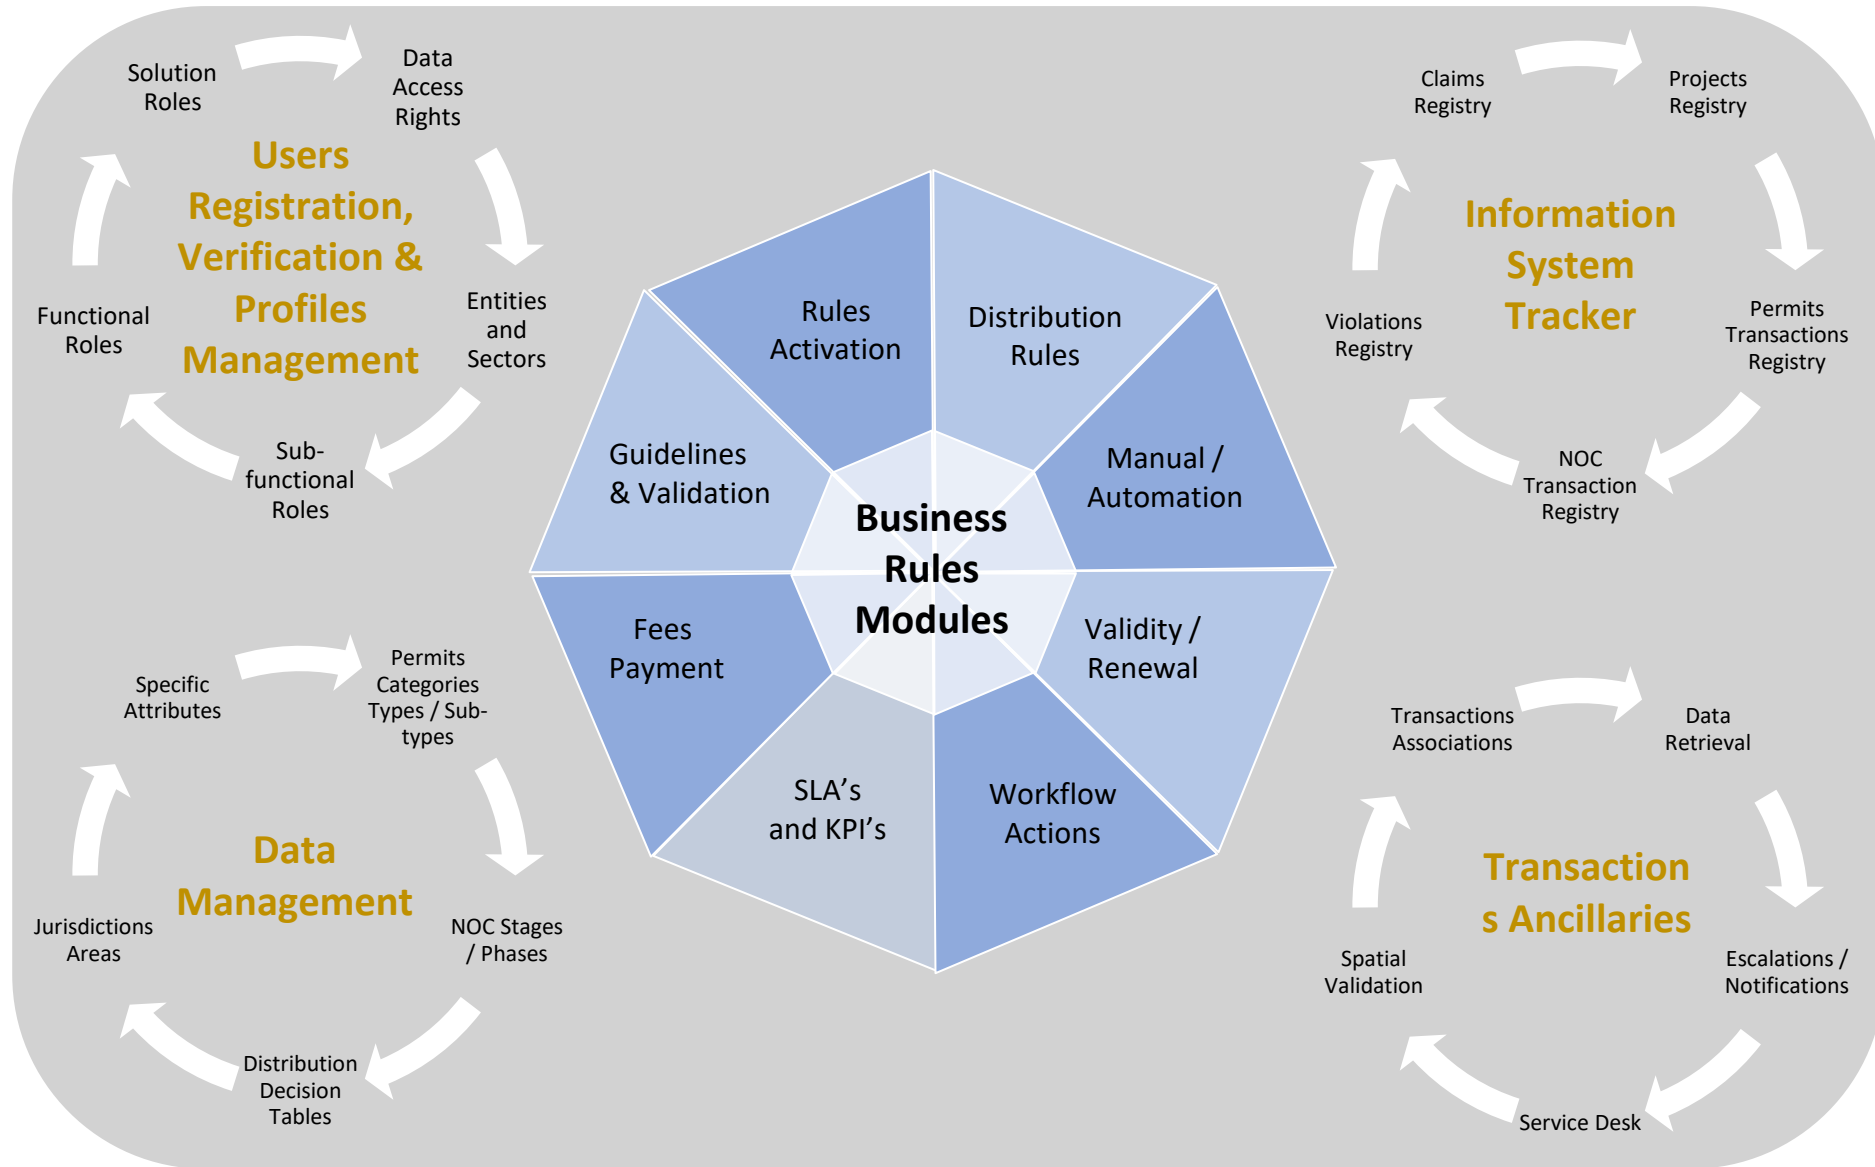 Solution
Roles
Data
Access
Rights
Entities
and
Sectors
Sub-
functional
Roles
Functional
Roles
Users
Registration,
Verification &
Profiles
Management
Claims
Registry
Projects
Registry
Permits
Transactions
Registry
NOC
Transaction
Registry
Violations
Registry
Information
System
Tracker
Rules
Activation
Distribution
Rules
Manual /
Automation
Validity /
Renewal
Workflow
Actions
SLA’s
and KPI’s
Fees
Payment
Guidelines
& Validation
Business
Rules
Modules
Specific
Attributes
Permits
Categories
Types / Sub-
types
NOC Stages
/ Phases
Distribution
Decision
Tables
Jurisdictions
Areas
Data
Management
Transactions
Associations
Data
Retrieval
Escalations /
Notifications
Service Desk
Spatial
Validation
Transaction
s Ancillaries